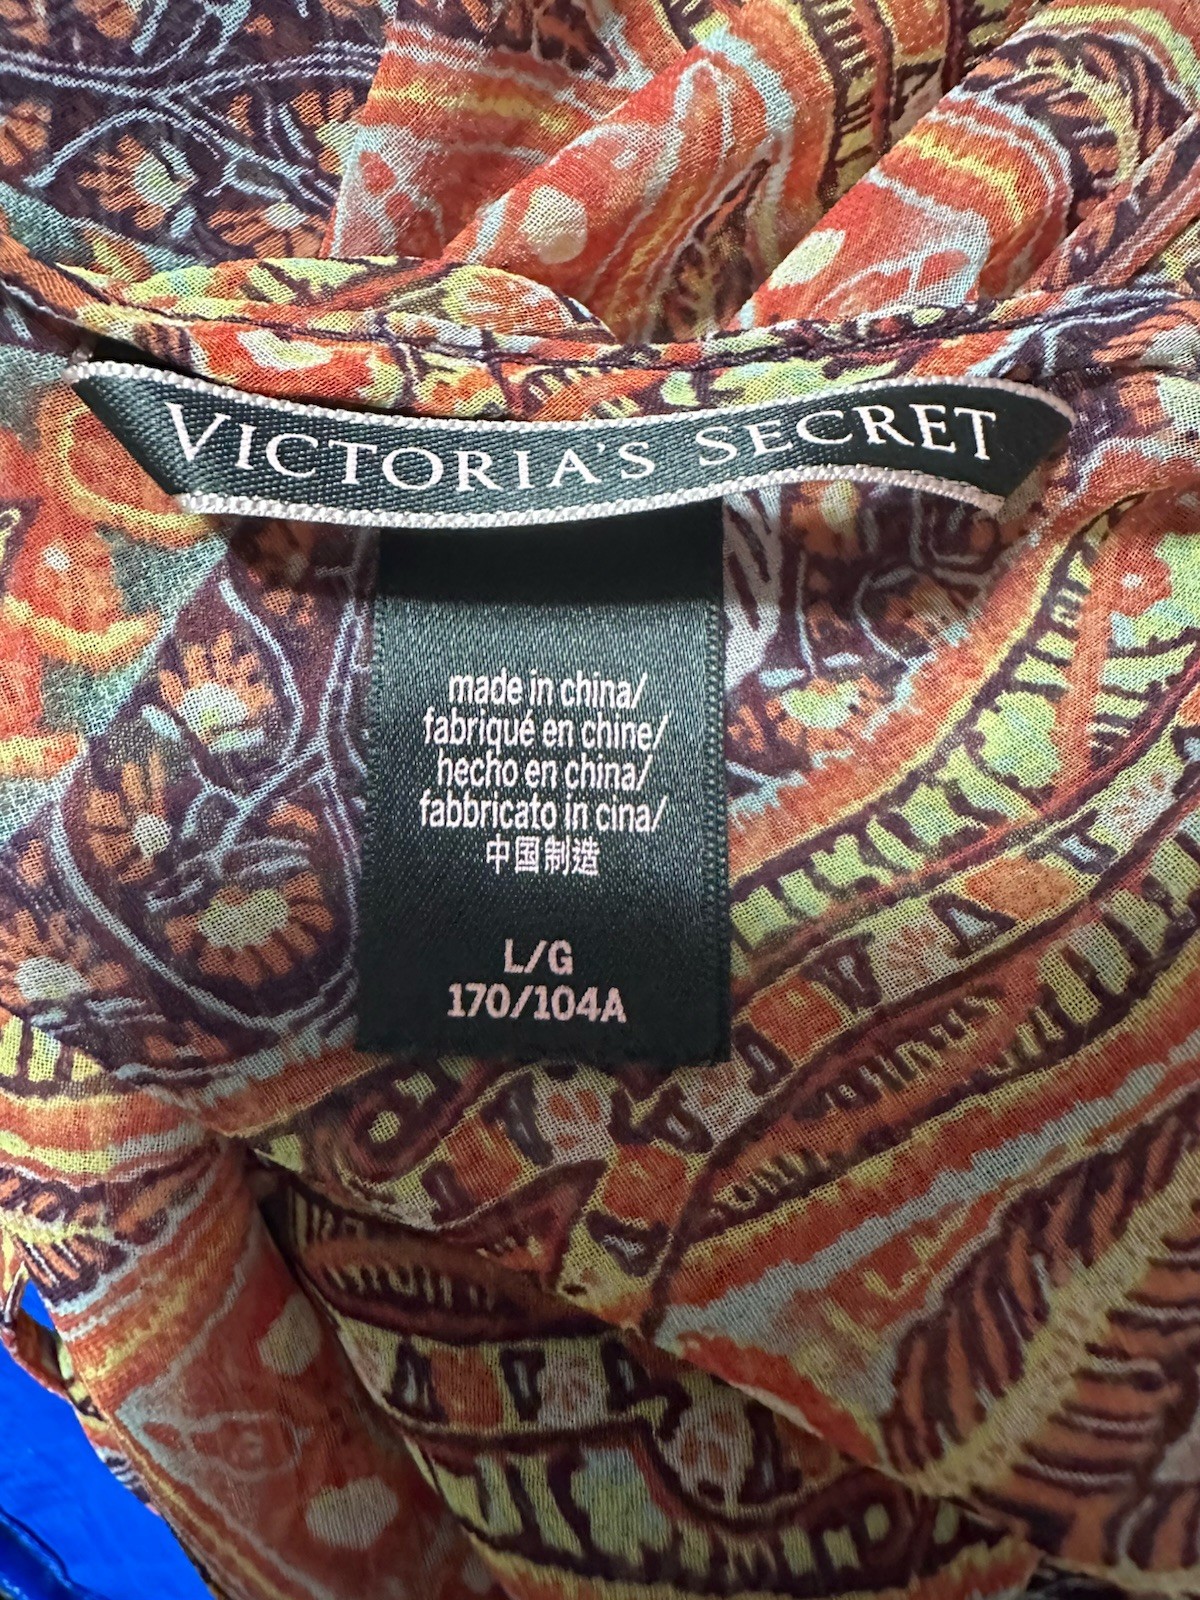 VICTORIA'S SECRET
made in china/
fabriqué en chine/
hecho en china/
fabbricato in cina/
中国制造
L/G
170/104A